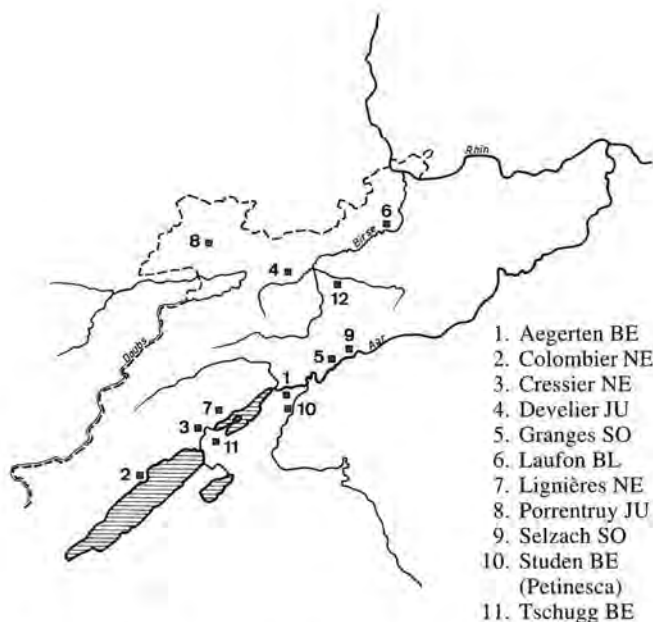 Rhin
6
Birse
8
4
12
Doubs
9
Aar
5
1
7
10
3
11
2
1. Aegerten BE
2. Colombier NE
3. Cressier NE
4. Develier JU
5. Granges SO
6. Laufon BL
7. Lignières NE
8. Porrentruy JU
9. Selzach SO
10. Studen BE
(Petinesca)
11. Tschugg BE